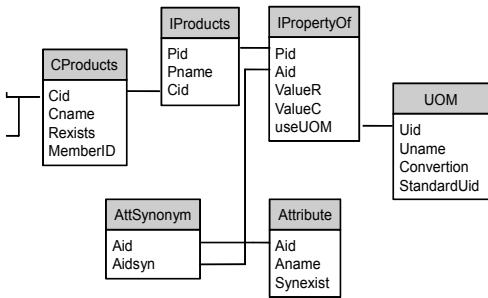 IProducts
Pid
Pname
Cid
IPropertyOf
Pid
Aid
ValueR
ValueC
useUOM
CProducts
Cid
Cname
Rexists
MemberID
UOM
Uid
Uname
Convertion
StandardUid
AttSynonym
Aid
Aidsyn
Attribute
Aid
Aname
Synexist